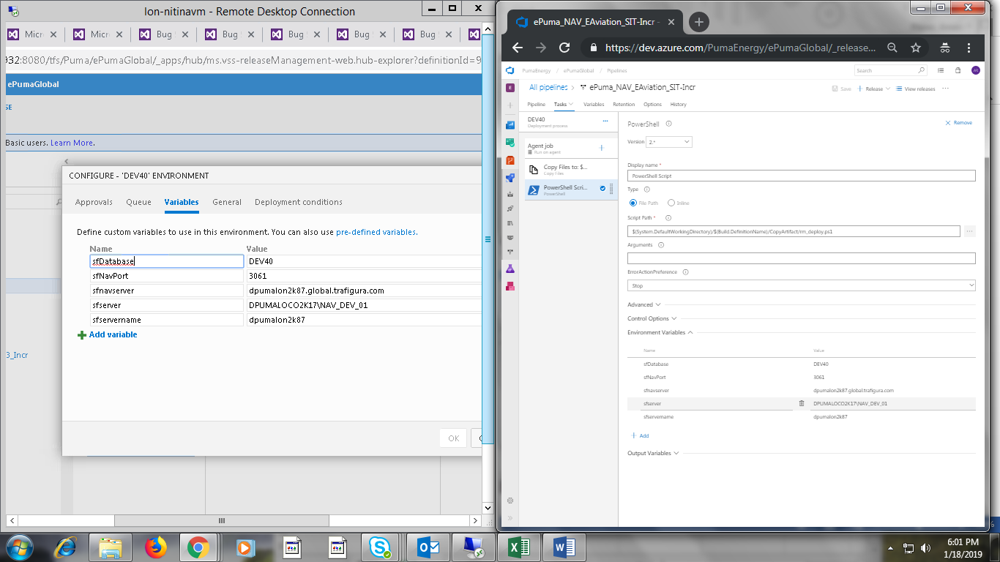 lon-nitinavm - Remote Desktop Connection
Micr
Micr
Bug
Bug
Bug
Bug
Bug
932:8080/tfs/Puma/ePumaGlobal/_apps/hub/ms.vss-releaseManagement-web.hub-explorer?definitionId=9
ePumaGlobal
SE
Basic users. Learn More.
CONFIGURE - 'DEV40' ENVIRONMENT
Approvals Queue Variables General Deployment conditions
Define custom variables to use in this environment. You can also use pre-defined variables.
Name Value
sfDatabase DEV40
sfNavPort 3061
sfnavserver dpumalon2k87.global.trafigura.com
sfserver DPUMALOCO2K17\NAV_DEV_01
sfservername dpumalon2k87
Add variable
3_Incr
OK
ePuma_NAV_EAviation_SIT-Incr -
https://dev.azure.com/PumaEnergy/ePumaGlobal/_release...
PumaEnergy / ePumaGlobal / Pipelines
Search
AR
E
All pipelines > ePuma_NAV_EAviation_SIT-Incr
Save + Release View releases ...
Pipeline Tasks Variables Retention Options History
DEV40
Deployment process
...
Agent job
Run on agent
Copy Files to: $...
Copy Files
PowerShell Scri...
PowerShell
PowerShell
Remove
Version 2.*
Display name *
PowerShell Script
Type
File Path Inline
Script Path *
$(System.DefaultWorkingDirectory)/$(Build.DefinitionName)/CopyArtifact/rm_deploy.ps1
...
Arguments
ErrorActionPreference
Stop
Advanced
Control Options
Environment Variables
Name Value
sfDatabase DEV40
sfNavPort 3061
sfnavserver dpumalon2k87.global.trafigura.com
sfserver DPUMALOCO2K17\NAV_DEV_01
sfservername dpumalon2k87
+ Add
Output Variables
%
6:01 PM
1/18/2019